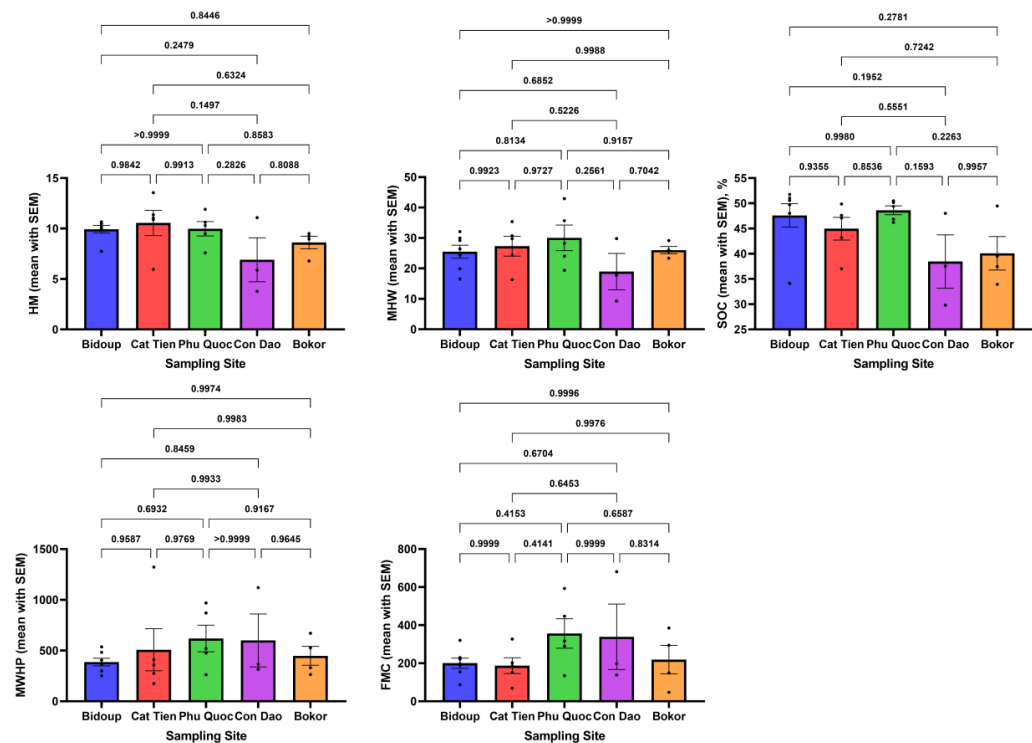 0.8446
0.2479
0.6324
0.1497
>0.9999 0.8583
0.9842 0.9913 0.2826 0.8088
15
10
5
0
HM (mean with SEM)
Bidoup Cat Tien Phu Quoc Con Dao Bokor
Sampling Site
>0.9999
0.9988
0.6852
0.5226
0.8134 0.9157
0.9923 0.9727 0.2561 0.7042
50
40
30
20
10
0
MHW (mean with SEM)
Bidoup Cat Tien Phu Quoc Con Dao Bokor
Sampling Site
0.2781
0.7242
0.1952
0.5551
0.9980 0.2263
0.9355 0.8536 0.1593 0.9957
55
50
45
40
35
30
25
SOC (mean with SEM), %
Bidoup Cat Tien Phu Quoc Con Dao Bokor
Sampling Site
0.9974
0.9983
0.8459
0.9933
0.6932 0.9167
0.9587 0.9769 >0.9999 0.9645
1500
1000
500
0
MWHP (mean with SEM)
Bidoup Cat Tien Phu Quoc Con Dao Bokor
Sampling Site
0.9996
0.9976
0.6704
0.6453
0.4153 0.6587
0.9999 0.4141 0.9999 0.8314
800
600
400
200
0
FMC (mean with SEM)
Bidoup Cat Tien Phu Quoc Con Dao Bokor
Sampling Site